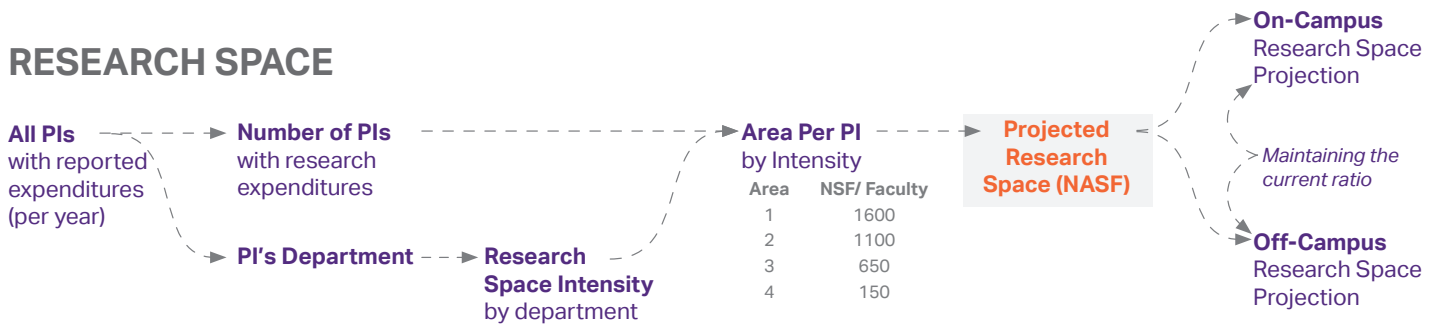 RESEARCH SPACE
All PIs
with reported
expenditures
(per year)
Number of PIs
with research
expenditures
PI's Department
Research
Space Intensity
by department
Area Per PI
by Intensity
Area NSF/ Faculty
1 1600
2 1100
3 650
4 150
Projected
Research
Space (NASF)
On-Campus
Research Space
Projection
Maintaining the
current ratio
Off-Campus
Research Space
Projection